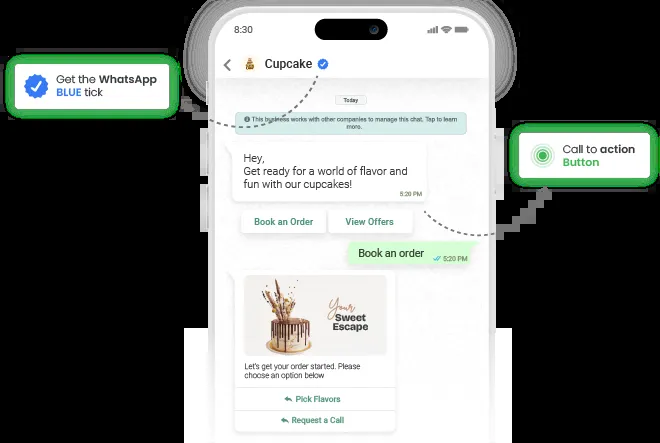 8:30
Cupcake
Get the WhatsApp
BLUE tick
Today
This business works with other companies to manage this chat. Tap to learn
more.
Call to action
Button
Hey,
Get ready for a world of flavor and
fun with our cupcakes!
5:20 PM
Book an Order
View Offers
Book an order
5:20 PM
Your
Sweet
Escape
Let's get your order started. Please
choose an option below
Pick Flavors
Request a Call